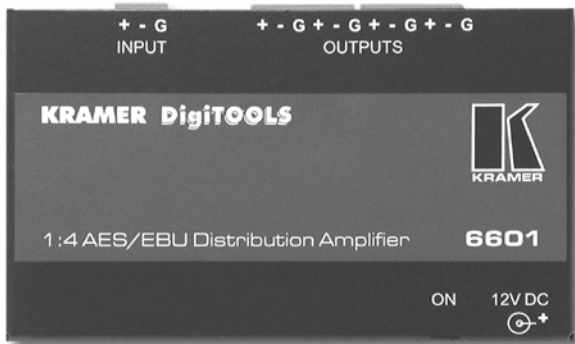 + - G
+ - G + - G + - G + - G
INPUT
OUTPUTS
KRAMER DigiTOOLS
KRAMER
1:4 AES/EBU Distribution Amplifier
6601
ON
12V DC
+